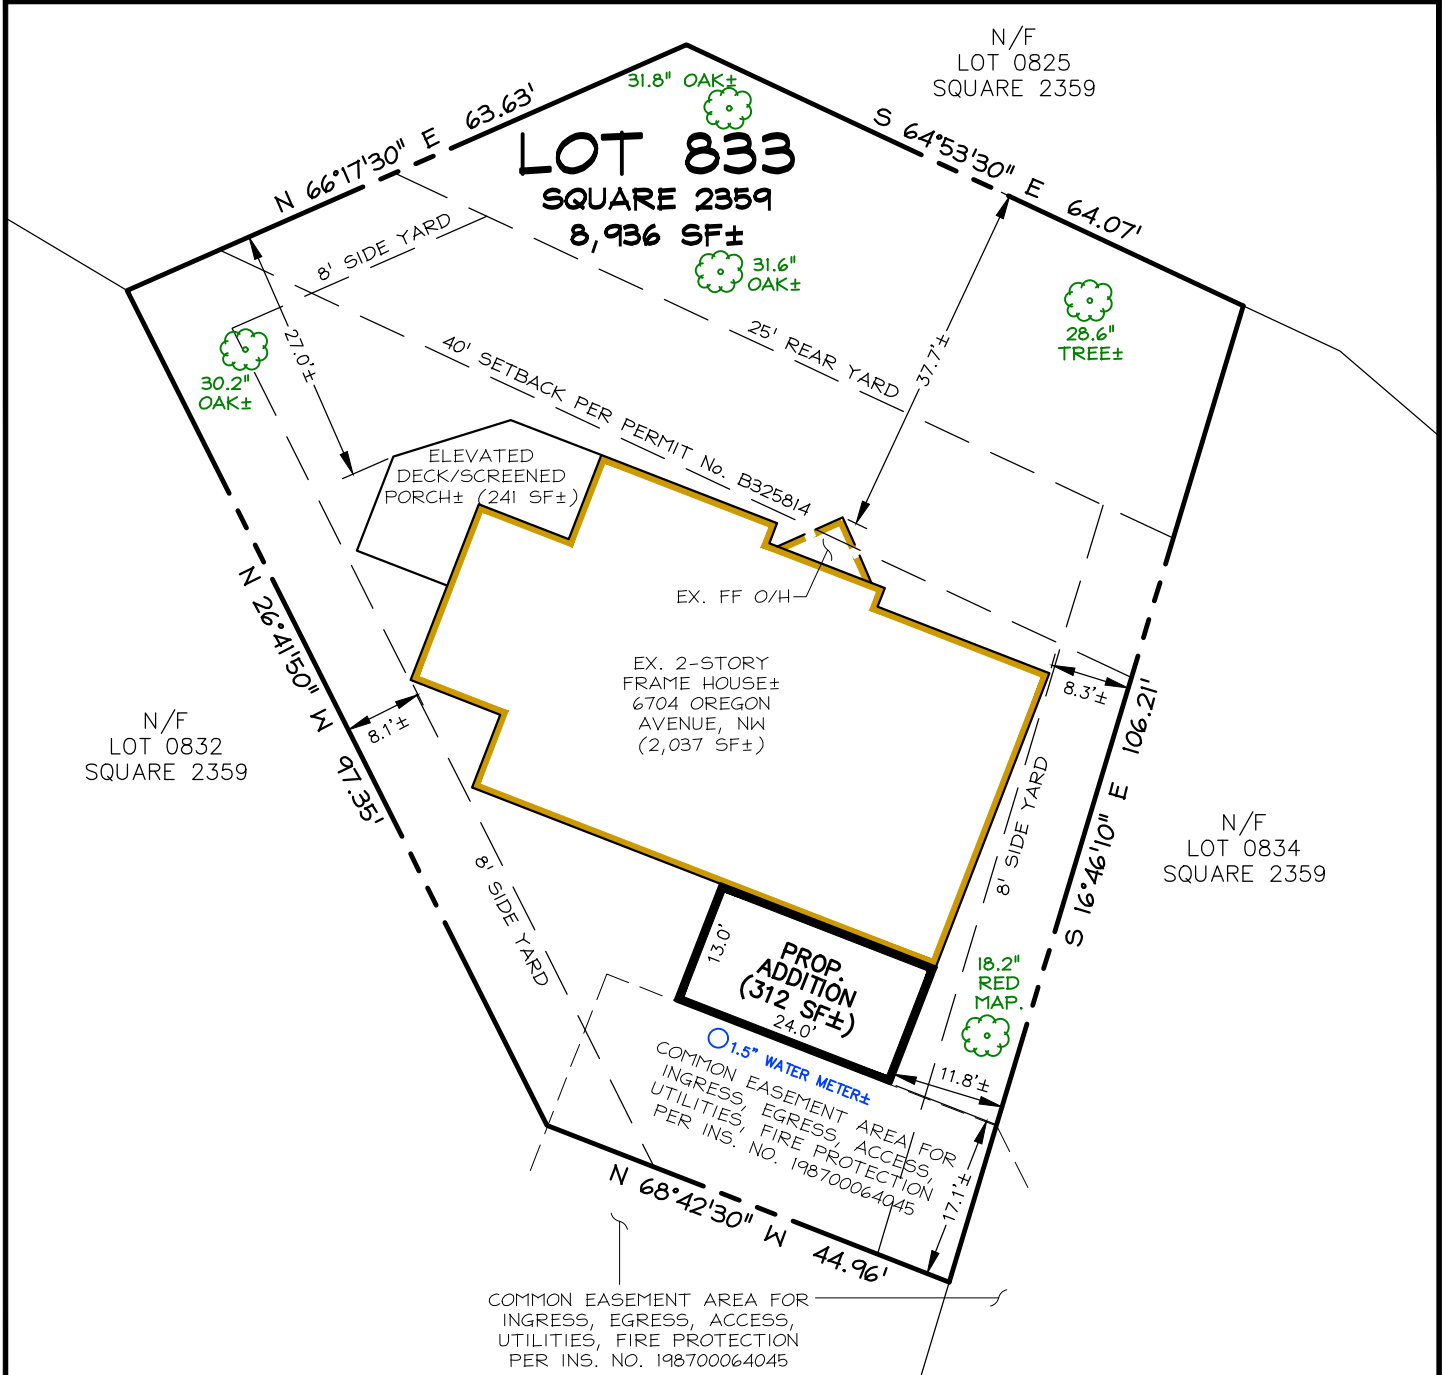 N/F
LOT 0825
SQUARE 2359
31.8" OAK±
N 66°17'30" E 63.63'
S 64°53'30" E 64.07'
LOT 833
SQUARE 2359
8,936 SF±
8' SIDE YARD
31.6"
OAK±
28.6"
TREE±
30.2"
OAK±
27.0'±
25' REAR YARD
37.7'±
40' SETBACK PER PERMIT No. B325814
ELEVATED
DECK/SCREENED
PORCH± (241 SF±)
EX. FF O/H
N 26°41'50" W 97.35'
EX. 2-STORY
FRAME HOUSE±
6704 OREGON
AVENUE, NW
(2,037 SF±)
8.3'±
8.1'±
N/F
LOT 0832
SQUARE 2359
S 16°46'10" E 106.21'
8' SIDE YARD
N/F
LOT 0834
SQUARE 2359
8' SIDE YARD
13.0'
PROP.
ADDITION
(312 SF±)
24.0'
18.2"
RED
MAP.
1.5" WATER METER±
11.8'±
COMMON EASEMENT AREA FOR
INGRESS, EGRESS, ACCESS,
UTILITIES, FIRE PROTECTION
PER INS. NO. 198700064045
17.1'±
N 68°42'30" W 44.96'
COMMON EASEMENT AREA FOR
INGRESS, EGRESS, ACCESS,
UTILITIES, FIRE PROTECTION
PER INS. NO. 198700064045